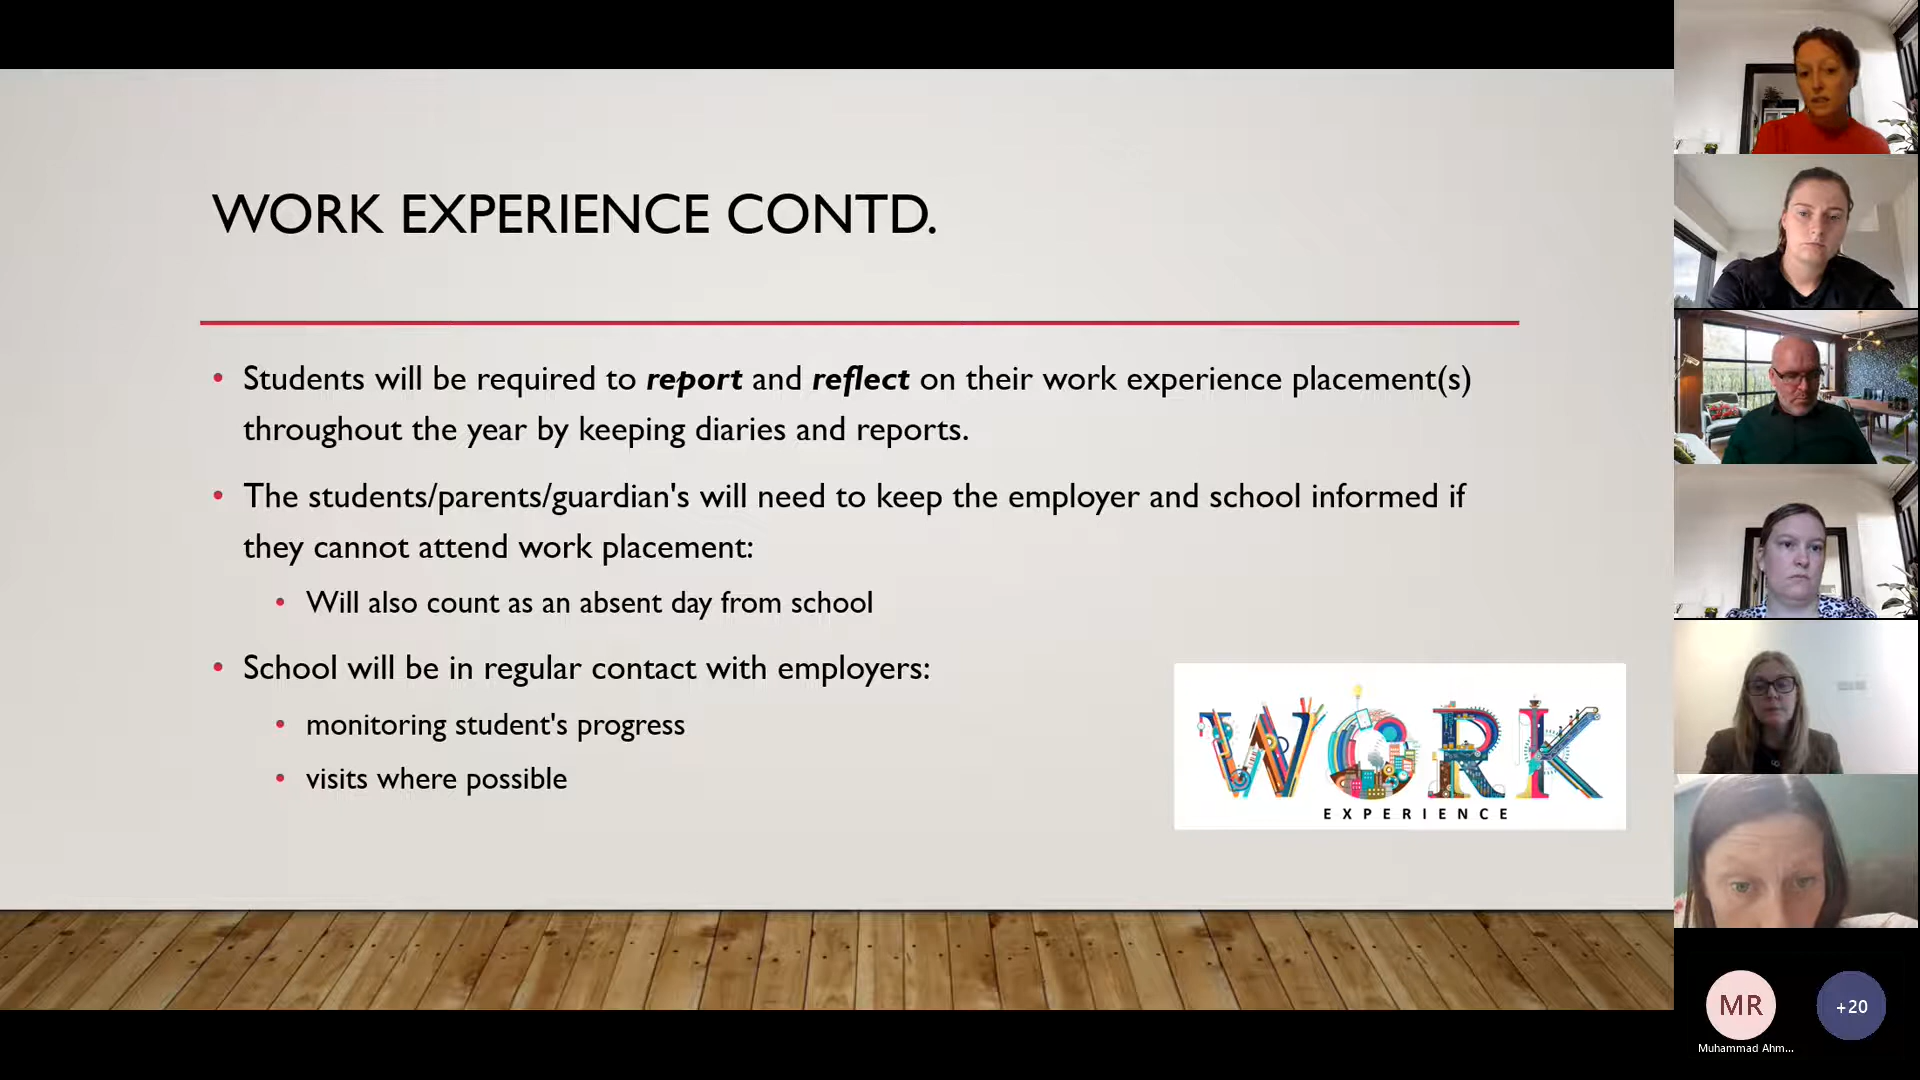 WORK EXPERIENCE CONTD.
• Students will be required to report and reflect on their work experience placement(s)
throughout the year by keeping diaries and reports.
• The students/parents/guardian's will need to keep the employer and school informed if
they cannot attend work placement:
• Will also count as an absent day from school
• School will be in regular contact with employers:
• monitoring student's progress
• visits where possible
WORK
EXPERIENCE
MR
+20
Muhammad Ahm...